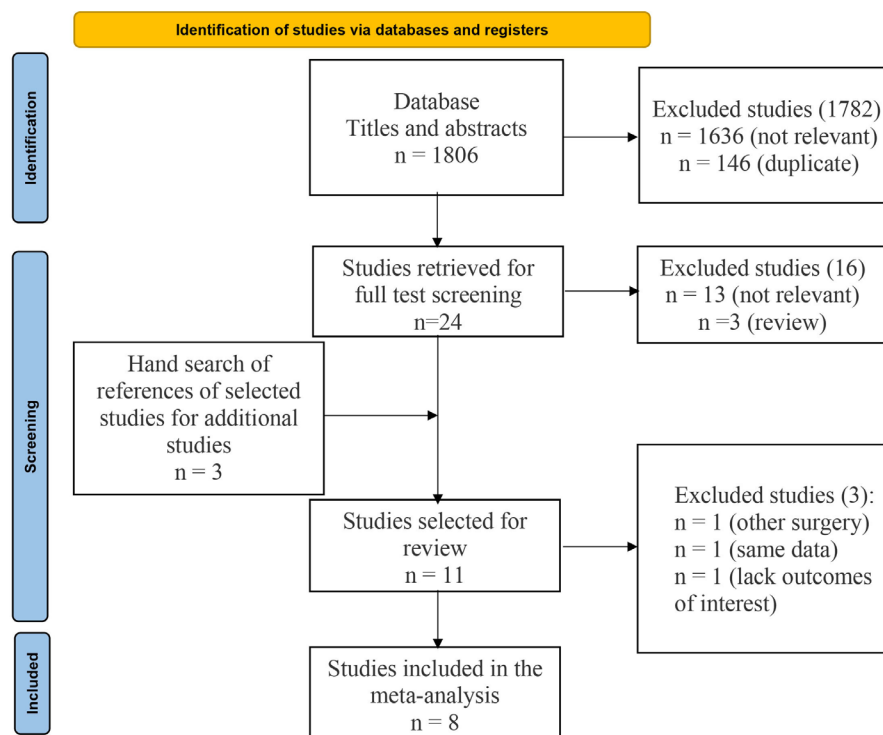 Identification of studies via databases and registers
Identification
Database
Titles and abstracts
n = 1806
Excluded studies (1782)
n = 1636 (not relevant)
n = 146 (duplicate)
Screening
Studies retrieved for
full test screening
n=24
Excluded studies (16)
n = 13 (not relevant)
n =3 (review)
Hand search of
references of selected
studies for additional
studies
n = 3
Studies selected for
review
n = 11
Excluded studies (3):
n = 1 (other surgery)
n = 1 (same data)
n = 1 (lack outcomes
of interest)
Included
Studies included in the
meta-analysis
n = 8